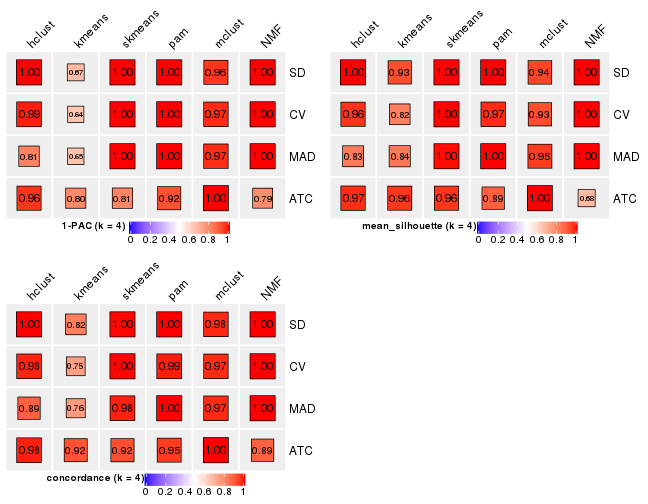 hclust kmeans skmeans pam mclust NMF
1.00 0.67 1.00 1.00 0.96 1.00 SD
0.99 0.64 1.00 1.00 0.97 1.00 CV
0.81 0.65 1.00 1.00 0.97 1.00 MAD
0.96 0.80 0.81 0.92 1.00 0.79 ATC
1-PAC (k = 4)
0 0.2 0.4 0.6 0.8 1
hclust kmeans skmeans pam mclust NMF
1.00 0.93 1.00 1.00 0.94 1.00 SD
0.96 0.82 1.00 0.97 0.93 1.00 CV
0.83 0.84 1.00 1.00 0.95 1.00 MAD
0.97 0.96 0.96 0.89 1.00 0.68 ATC
mean_silhouette (k = 4)
0 0.2 0.4 0.6 0.8 1
hclust kmeans skmeans pam mclust NMF
1.00 0.82 1.00 1.00 0.98 1.00 SD
0.98 0.75 1.00 0.99 0.97 1.00 CV
0.89 0.76 0.98 1.00 0.97 1.00 MAD
0.98 0.92 0.92 0.95 1.00 0.89 ATC
concordance (k = 4)
0 0.2 0.4 0.6 0.8 1